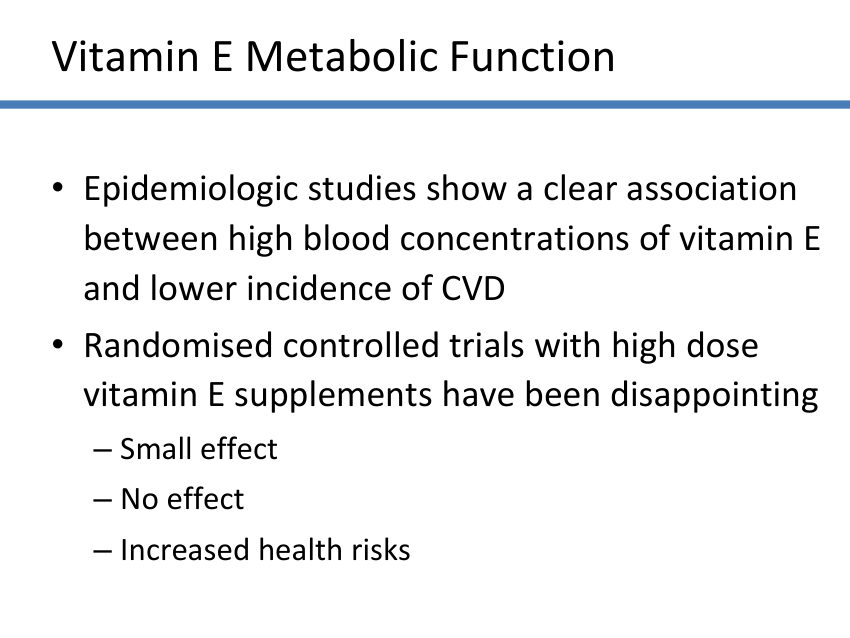 Vitamin E Metabolic Function
• Epidemiologic studies show a clear association
between high blood concentrations of vitamin E
and lower incidence of CVD
• Randomised controlled trials with high dose
vitamin E supplements have been disappointing
– Small effect
– No effect
– Increased health risks